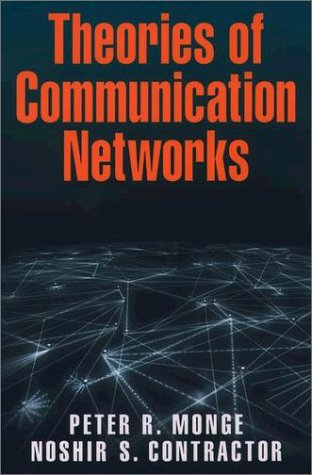 Theories of
Communication
Networks
PETER R. MONGE
NOSHIR S. CONTRACTOR